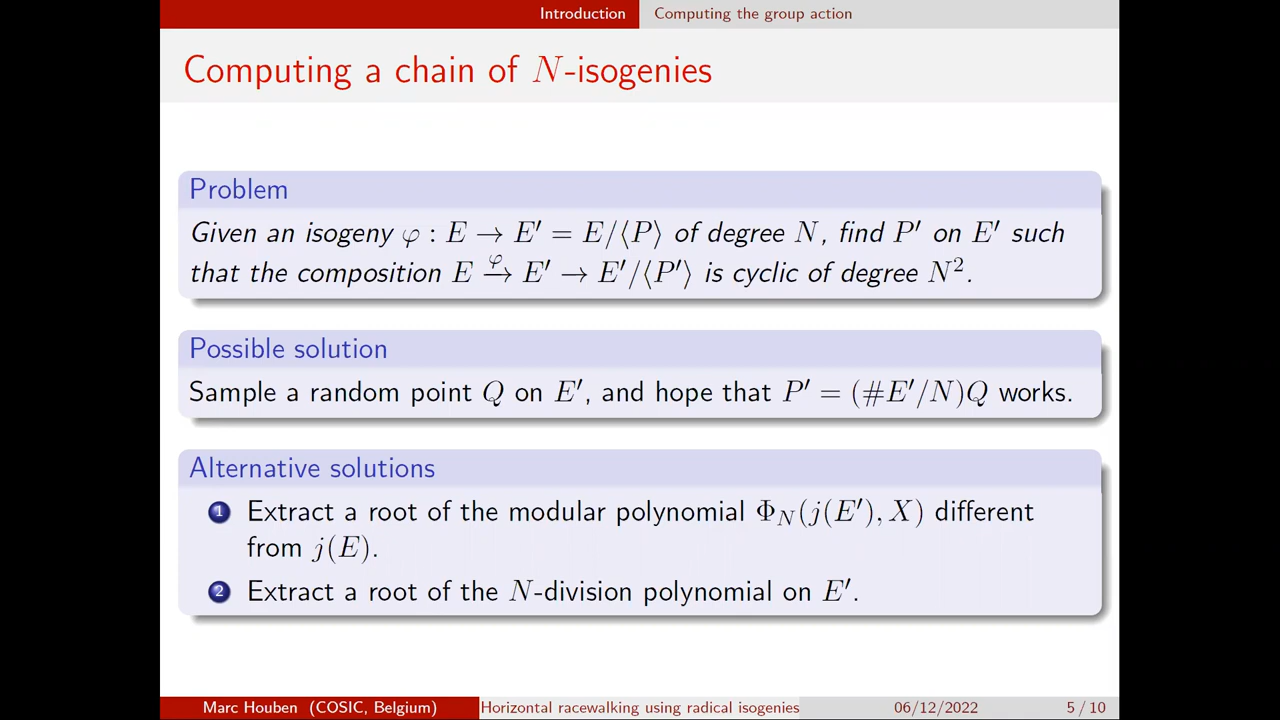 Introduction Computing the group action
Computing a chain of N-isogenies
Problem
Given an isogeny φ : E → E′ = E/⟨P⟩ of degree N, find P′ on E′ such
that the composition E →^φ E′ → E′/⟨P′⟩ is cyclic of degree N².
Possible solution
Sample a random point Q on E′, and hope that P′ = (#E′/N)Q works.
Alternative solutions
1 Extract a root of the modular polynomial Φ_N(j(E′), X) different
from j(E).
2 Extract a root of the N-division polynomial on E′.
Marc Houben (COSIC, Belgium) Horizontal racewalking using radical isogenies 06/12/2022 5 / 10